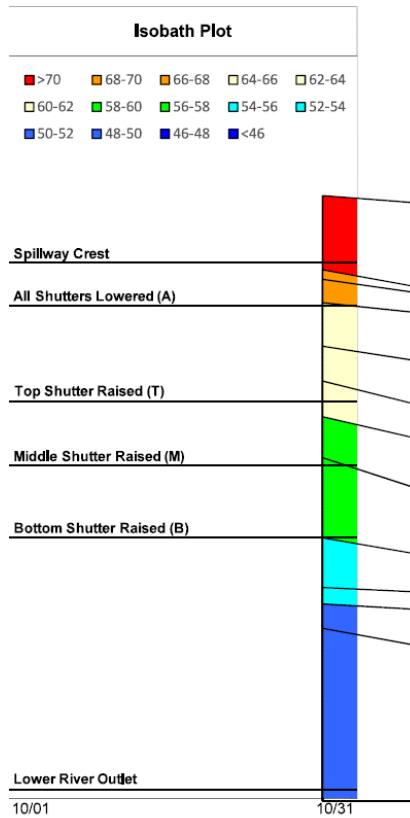 Isobath Plot
>70 68-70 66-68 64-66 62-64
60-62 58-60 56-58 54-56 52-54
50-52 48-50 46-48 <46
Spillway Crest
All Shutters Lowered (A)
Top Shutter Raised (T)
Middle Shutter Raised (M)
Bottom Shutter Raised (B)
Lower River Outlet
10/01 10/31